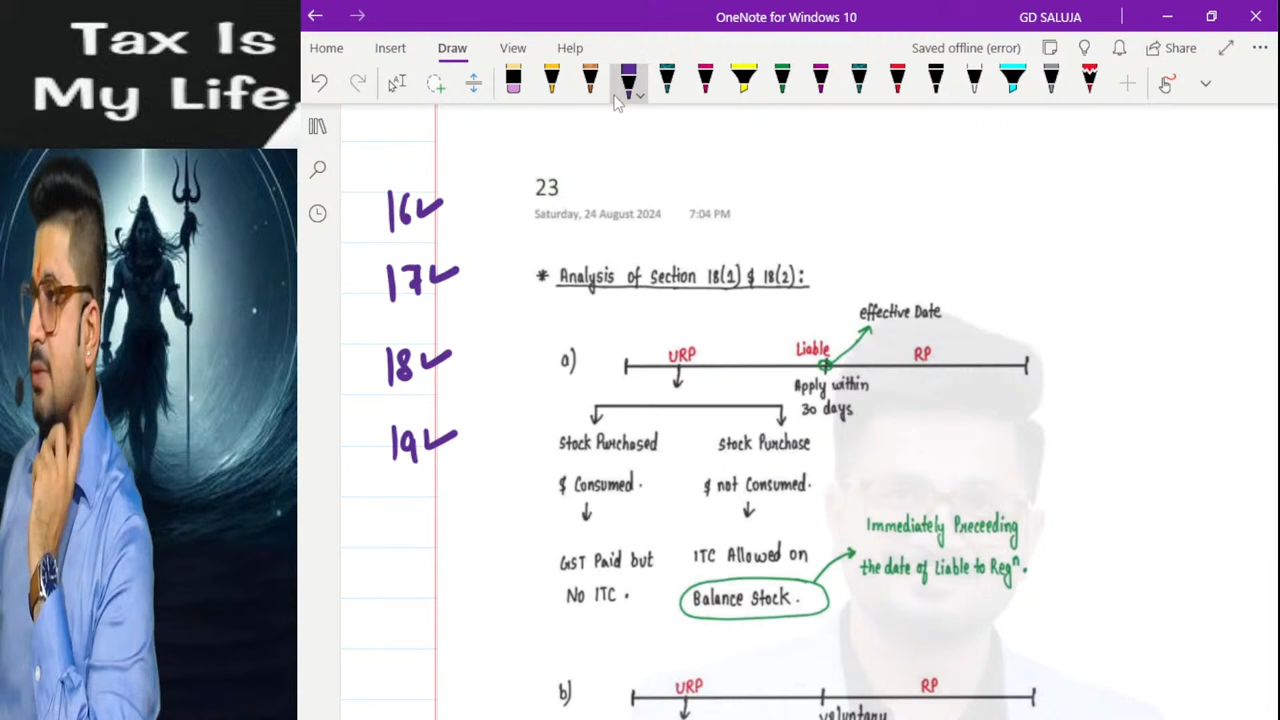 Tax Is
My Life
OneNote for Windows 10
GD SALUJA
Home
Insert
Draw
View
Help
Saved offline (error)
Share
23
Saturday, 24 August 2024
7:04 PM
16
17
18
19
* Analysis of Section 18(1) $ 18(2):
effective Date
a)
URP
Liable
RP
Apply within
30 days
Stock Purchased
$ Consumed.
Stock Purchase
$ not Consumed.
GST Paid but
No ITC.
ITC Allowed on
Balance Stock.
Immediately Preceeding
the date of Liable to Regⁿ.
b)
URP
RP
voluntary